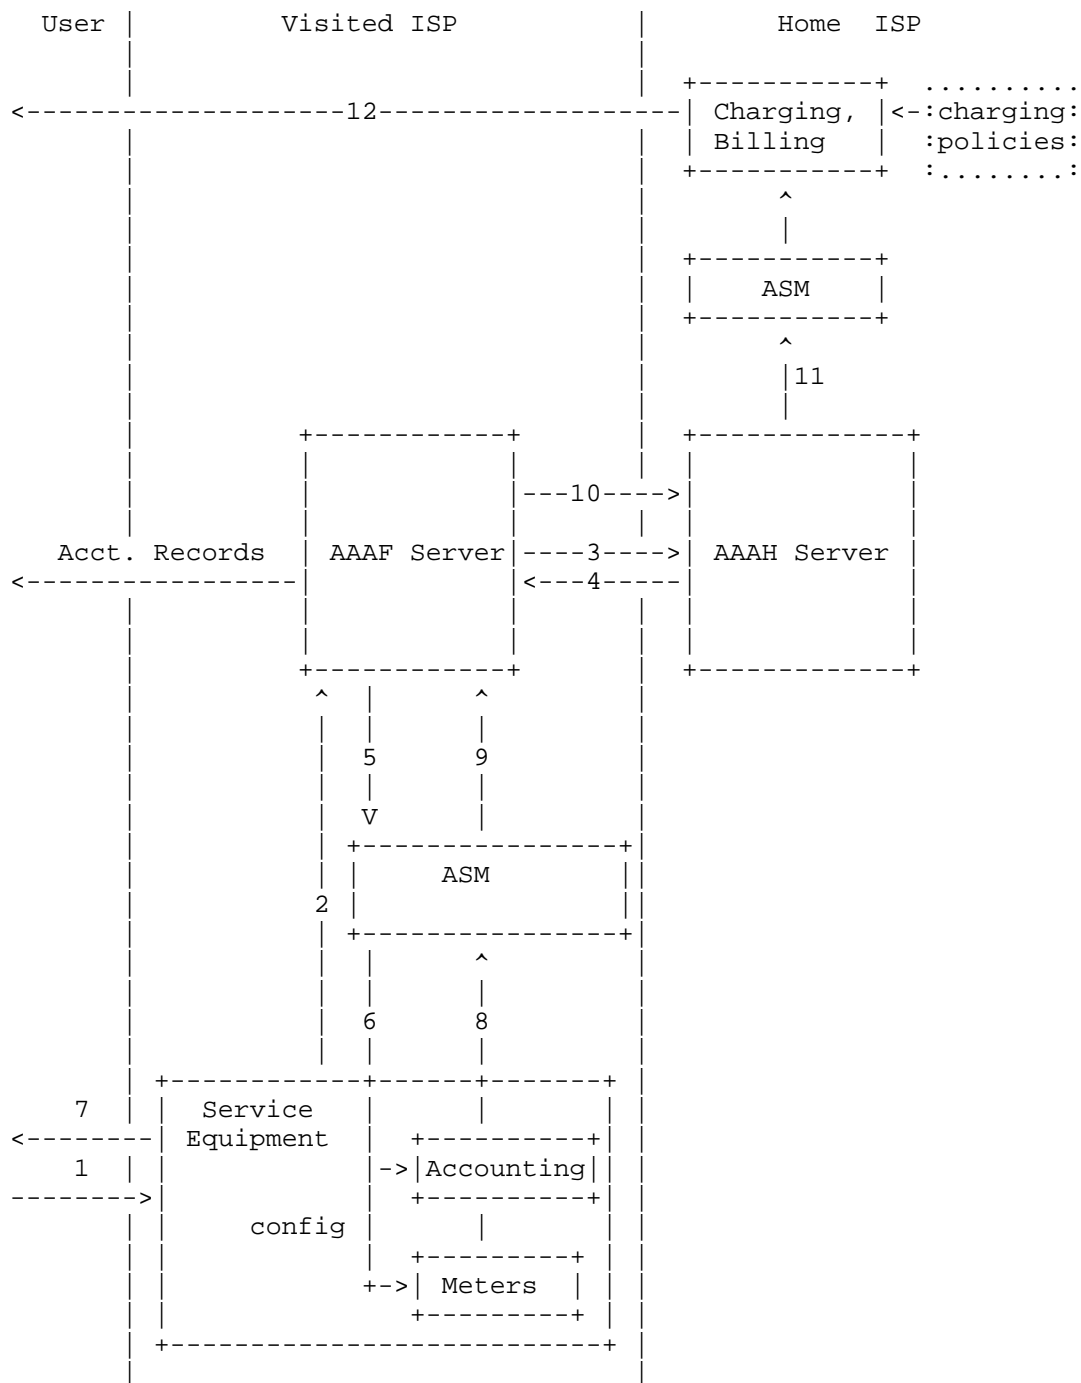 User Visited ISP Home ISP
12 Charging, charging
Billing policies
ASM
11
10
Acct. Records AAAF Server 3 AAAH Server
4
5 9
ASM
2
6 8
7 Service
Equipment
1 Accounting
config
Meters